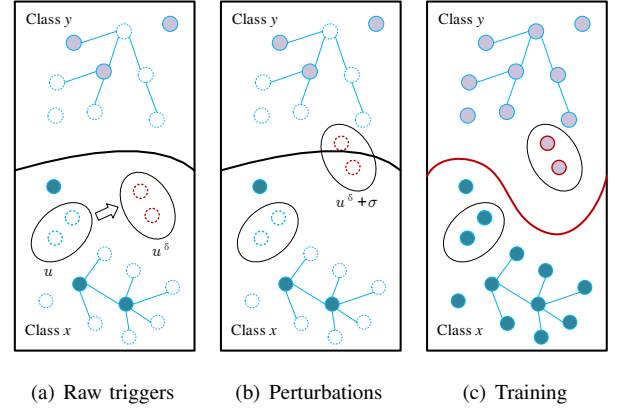 Class y
Class y
Class y
u
u δ
u δ + σ
Class x
Class x
Class x
(a) Raw triggers
(b) Perturbations
(c) Training